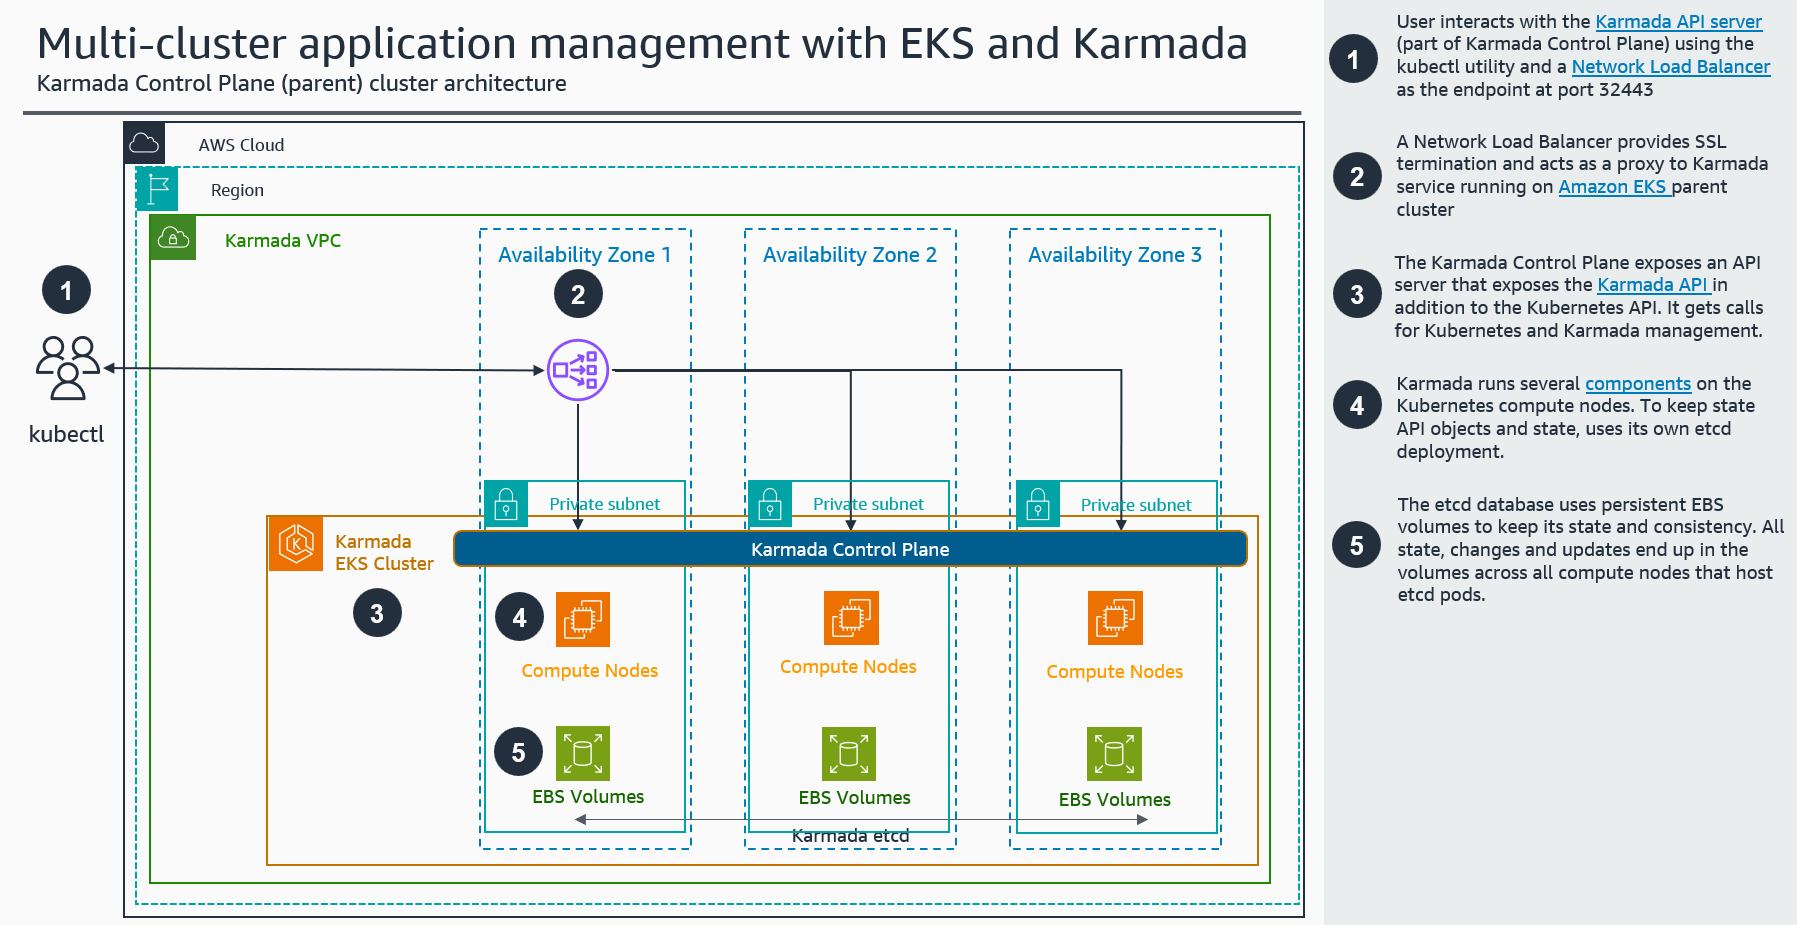 Multi-cluster application management with EKS and Karmada
Karmada Control Plane (parent) cluster architecture
AWS Cloud
Region
Karmada VPC
Availability Zone 1
Availability Zone 2
Availability Zone 3
1
2
kubectl
Private subnet
Private subnet
Private subnet
Karmada
EKS Cluster
Karmada Control Plane
3
4
Compute Nodes
Compute Nodes
Compute Nodes
5
EBS Volumes
EBS Volumes
EBS Volumes
Karmada etcd
1
User interacts with the Karmada API server
(part of Karmada Control Plane) using the
kubectl utility and a Network Load Balancer
as the endpoint at port 32443
2
A Network Load Balancer provides SSL
termination and acts as a proxy to Karmada
service running on Amazon EKS parent
cluster
3
The Karmada Control Plane exposes an API
server that exposes the Karmada API in
addition to the Kubernetes API. It gets calls
for Kubernetes and Karmada management.
4
Karmada runs several components on the
Kubernetes compute nodes. To keep state
API objects and state, uses its own etcd
deployment.
5
The etcd database uses persistent EBS
volumes to keep its state and consistency. All
state, changes and updates end up in the
volumes across all compute nodes that host
etcd pods.